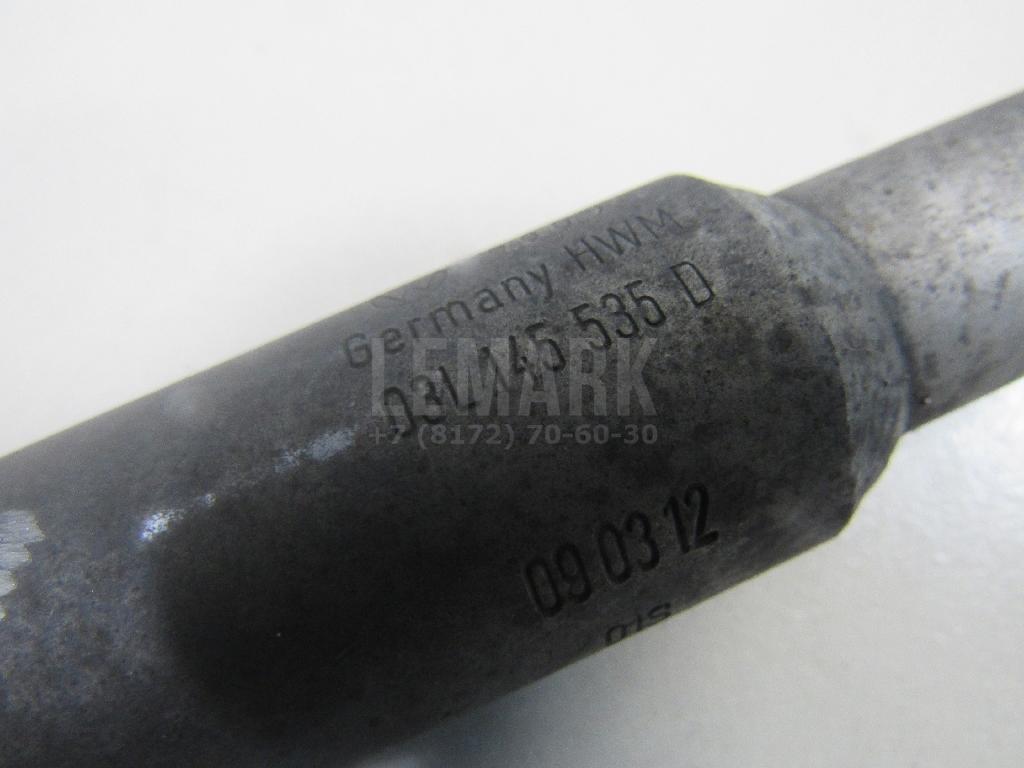 Germany HWM
03L 145 535 D
LEMARK
+7 (8172) 70-60-30
09 03 12